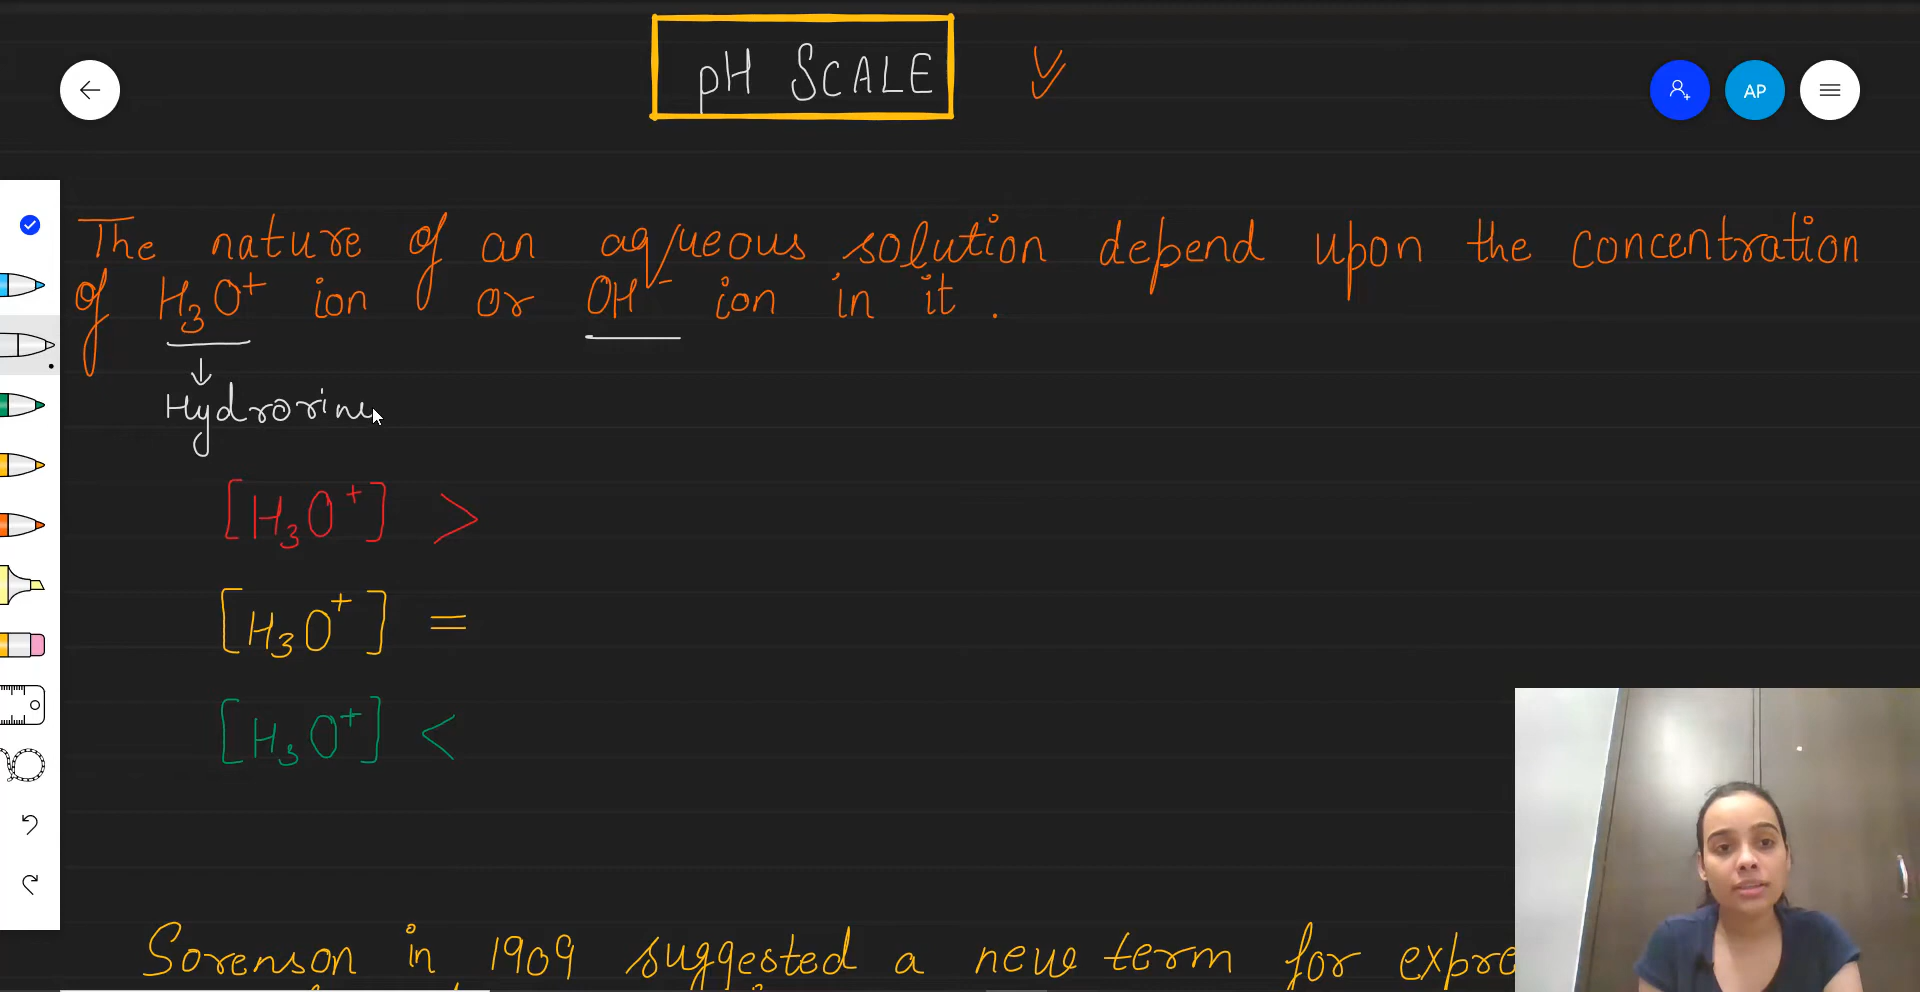 pH SCALE
AP
The nature of an aqueous solution depend upon the concentration
of H₃O⁺ ion or OH⁻ ion in it .
↓
[H₃O⁺] >
[H₃O⁺] =
[H₃O⁺] <
Sorenson in 1909 suggested a new term for expre